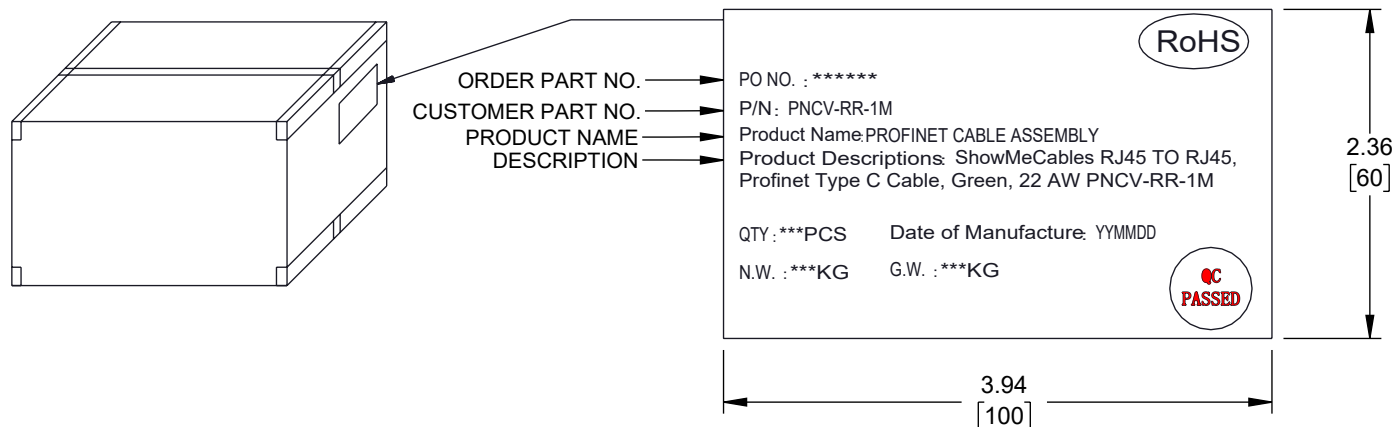 RoHS
ORDER PART NO.
PO NO. : ******
CUSTOMER PART NO.
P/N: PNCV-RR-1M
PRODUCT NAME
Product Name:PROFINET CABLE ASSEMBLY
DESCRIPTION
Product Descriptions: ShowMeCables RJ45 TO RJ45,
Profinet Type C Cable, Green, 22 AW PNCV-RR-1M
2.36
[60]
QTY : ***PCS Date of Manufacture: YYMMDD
N.W. : ***KG G.W. : ***KG
QC
PASSED
3.94
[100]